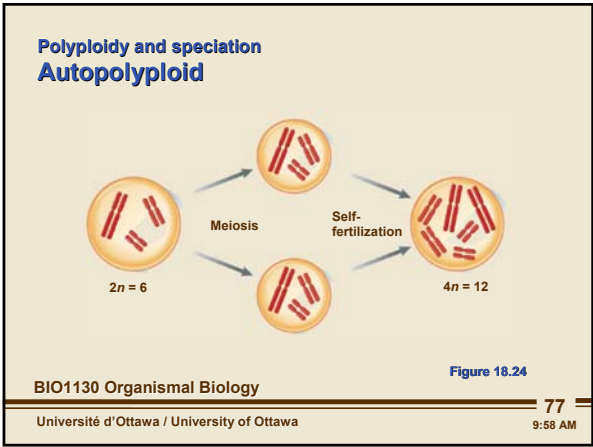 Polyploidy and speciation
Autopolyploid
Meiosis
Self-
fertilization
2n = 6
4n = 12
Figure 18.24
BIO1130 Organismal Biology
77
Université d'Ottawa / University of Ottawa
9:58 AM